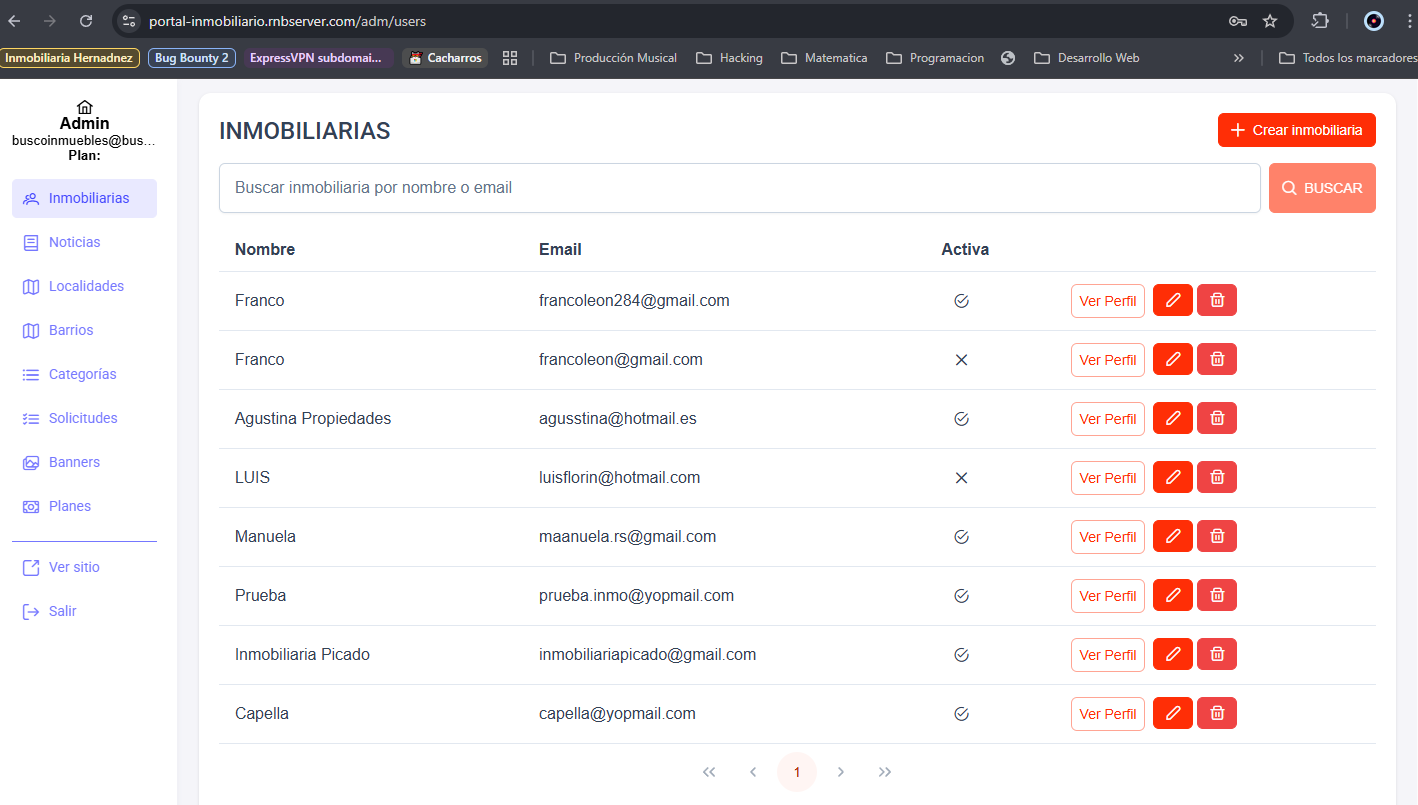 portal-inmobiliario.rnbserver.com/adm/users
Inmobiliaria Hernadnez Bug Bounty 2 ExpressVPN subdomai... Cacharros Producción Musical Hacking Matematica Programacion Desarrollo Web Todos los marcadores
Admin
buscoinmuebles@bus...
Plan:
Inmobiliarias
Noticias
Localidades
Barrios
Categorías
Solicitudes
Banners
Planes
Ver sitio
Salir
INMOBILIARIAS
Crear inmobiliaria
Buscar inmobiliaria por nombre o email
BUSCAR
Nombre Email Activa
Franco francoleon284@gmail.com Ver Perfil
Franco francoleon@gmail.com Ver Perfil
Agustina Propiedades agusstina@hotmail.es Ver Perfil
LUIS luisflorin@hotmail.com Ver Perfil
Manuela maanuela.rs@gmail.com Ver Perfil
Prueba prueba.inmo@yopmail.com Ver Perfil
Inmobiliaria Picado inmobiliariapicado@gmail.com Ver Perfil
Capella capella@yopmail.com Ver Perfil
1